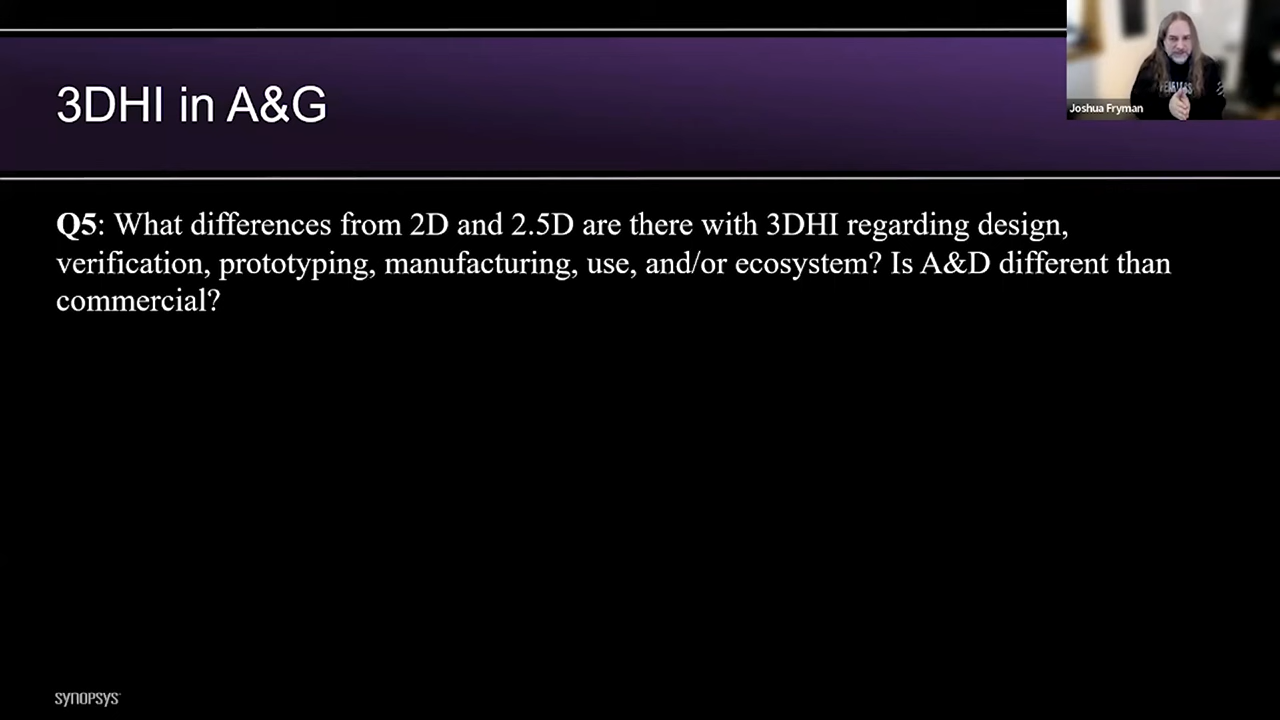 3DHI in A&G
Joshua Fryman
Q5: What differences from 2D and 2.5D are there with 3DHI regarding design,
verification, prototyping, manufacturing, use, and/or ecosystem? Is A&D different than
commercial?
SYNOPSYS